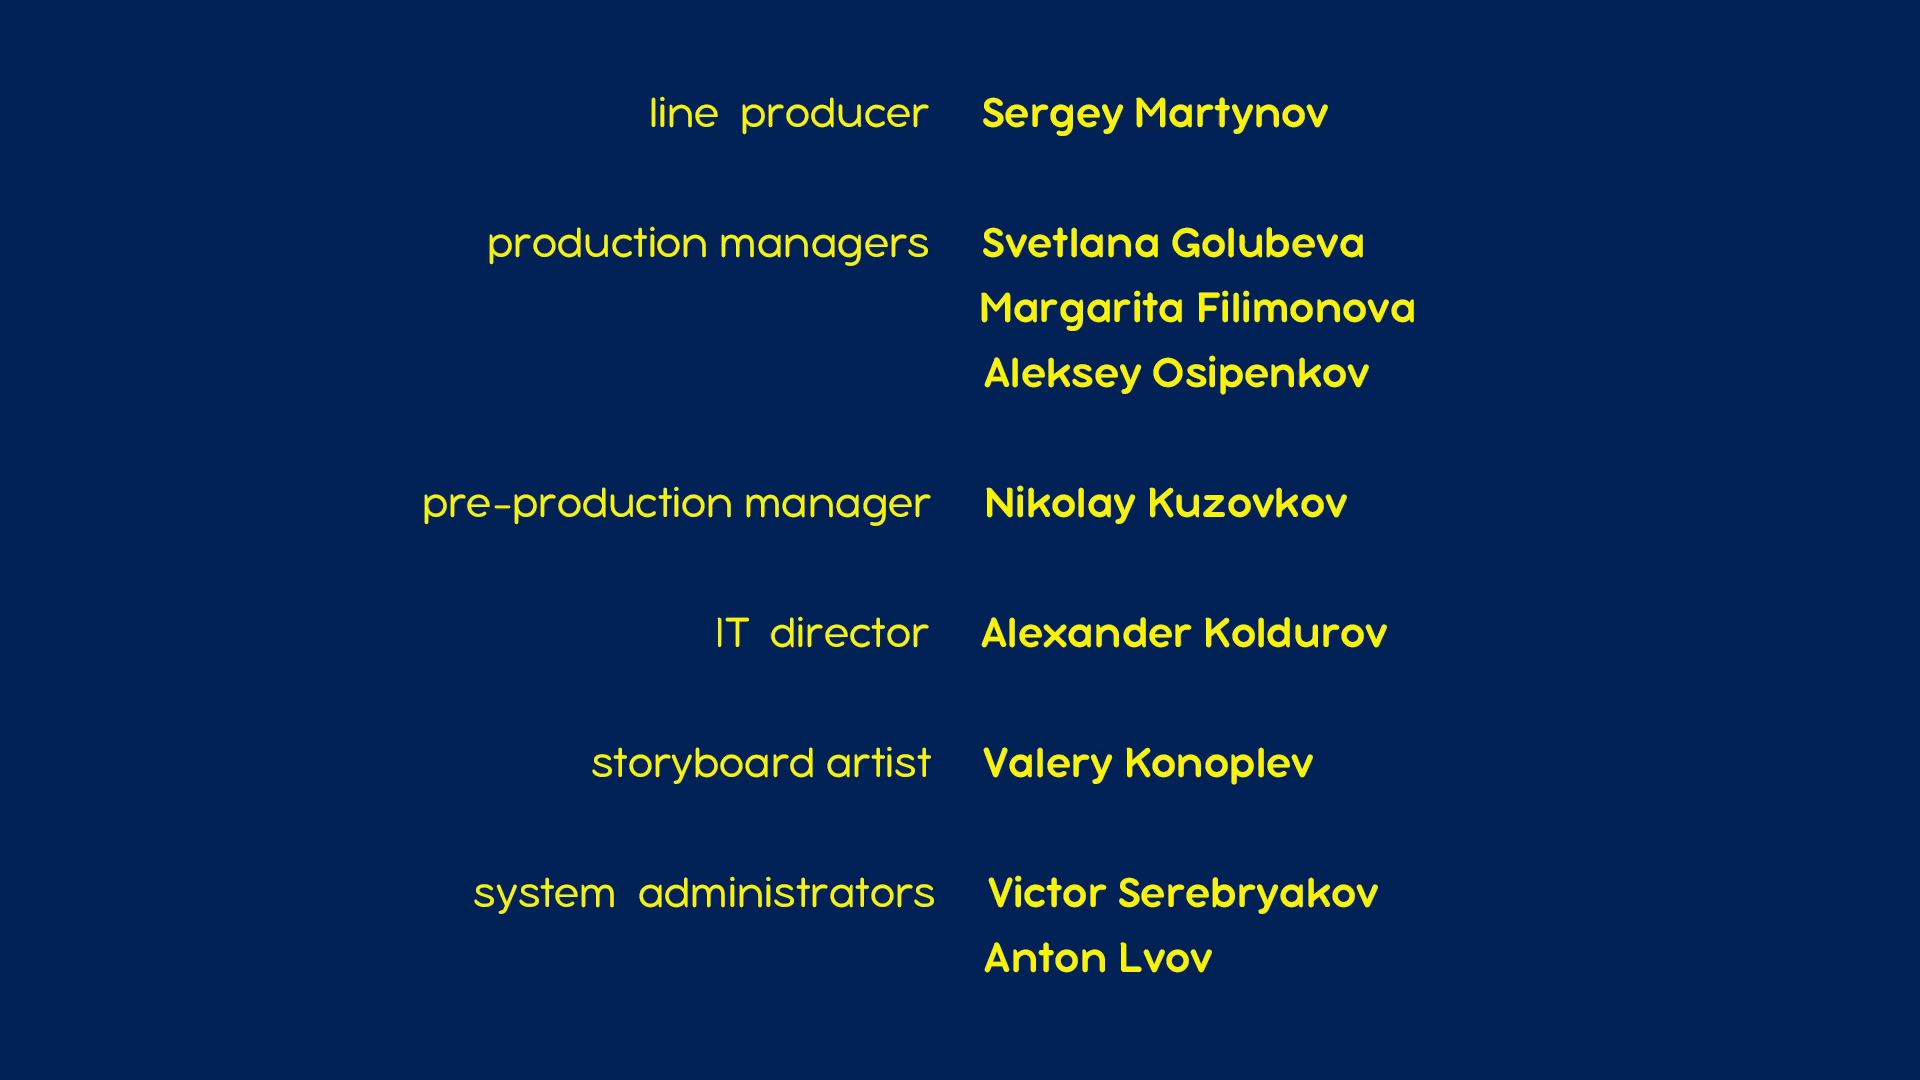 line producer Sergey Martynov
production managers Svetlana Golubeva
Margarita Filimonova
Aleksey Osipenkov
pre-production manager Nikolay Kuzovkov
IT director Alexander Koldurov
storyboard artist Valery Konoplev
system administrators Victor Serebryakov
Anton Lvov